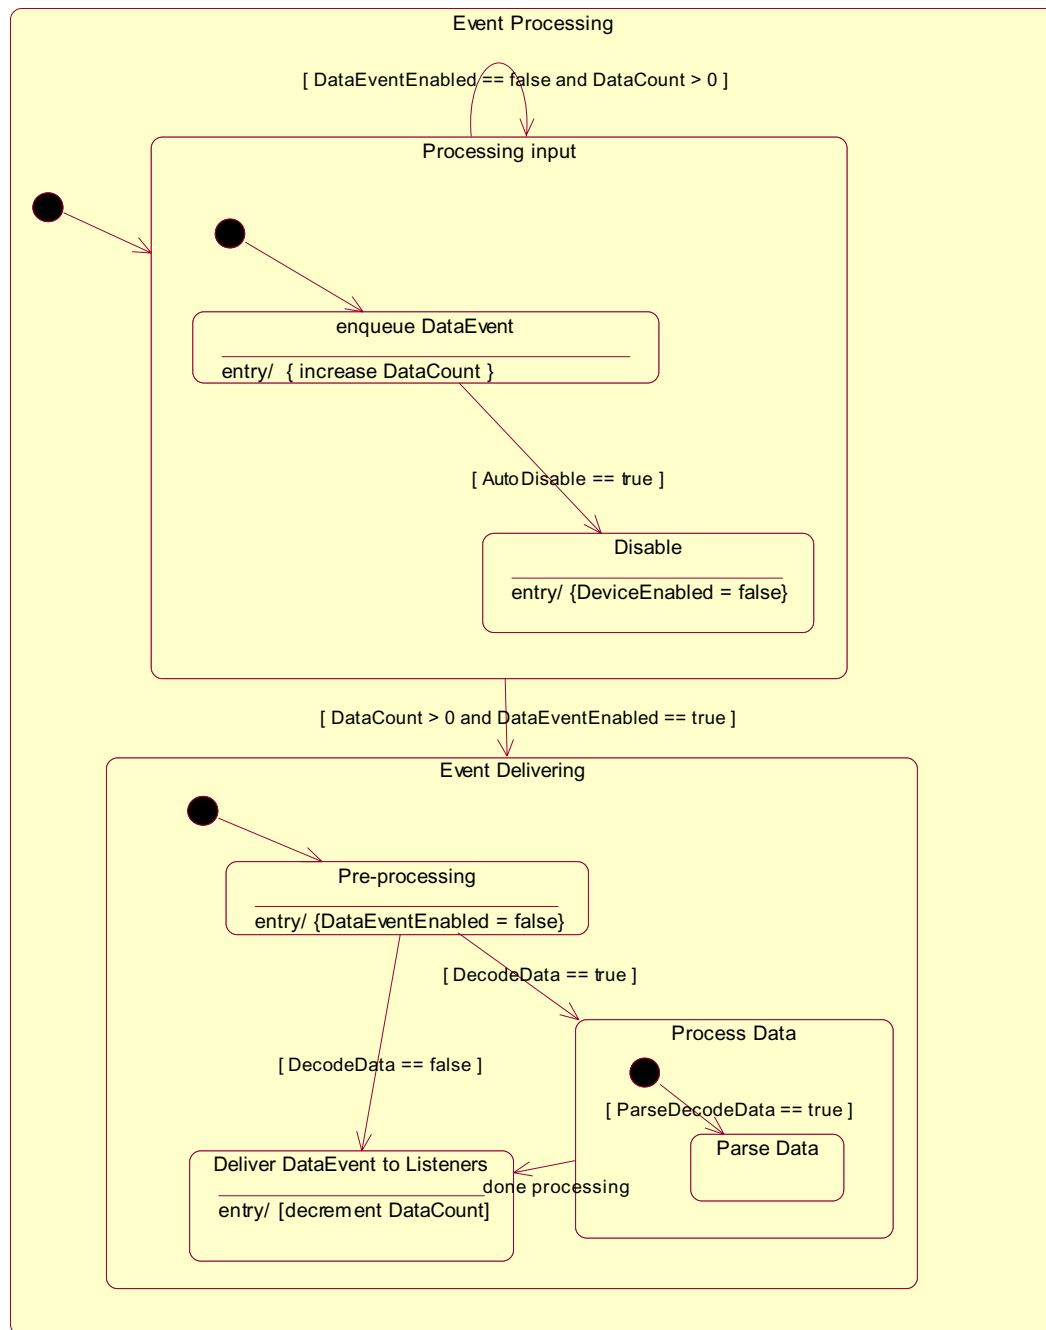 Event Processing
[ DataEventEnabled == false and DataCount > 0 ]
Processing input
enqueue DataEvent
entry/ { increase DataCount }
[ AutoDisable == true ]
Disable
entry/ {DeviceEnabled = false}
[ DataCount > 0 and DataEventEnabled == true ]
Event Delivering
Pre-processing
entry/ {DataEventEnabled = false}
[ DecodeData == true ]
Process Data
[ DecodeData == false ]
[ ParseDecodeData == true ]
Parse Data
Deliver DataEvent to Listeners
done processing
entry/ [decrement DataCount]